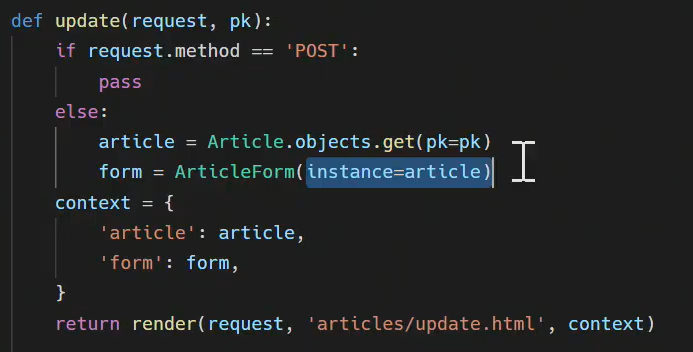 def update(request, pk):
    if request.method == 'POST':
        pass
    else:
        article = Article.objects.get(pk=pk)
        form = ArticleForm(instance=article)
    context = {
        'article': article,
        'form': form,
    }
    return render(request, 'articles/update.html', context)